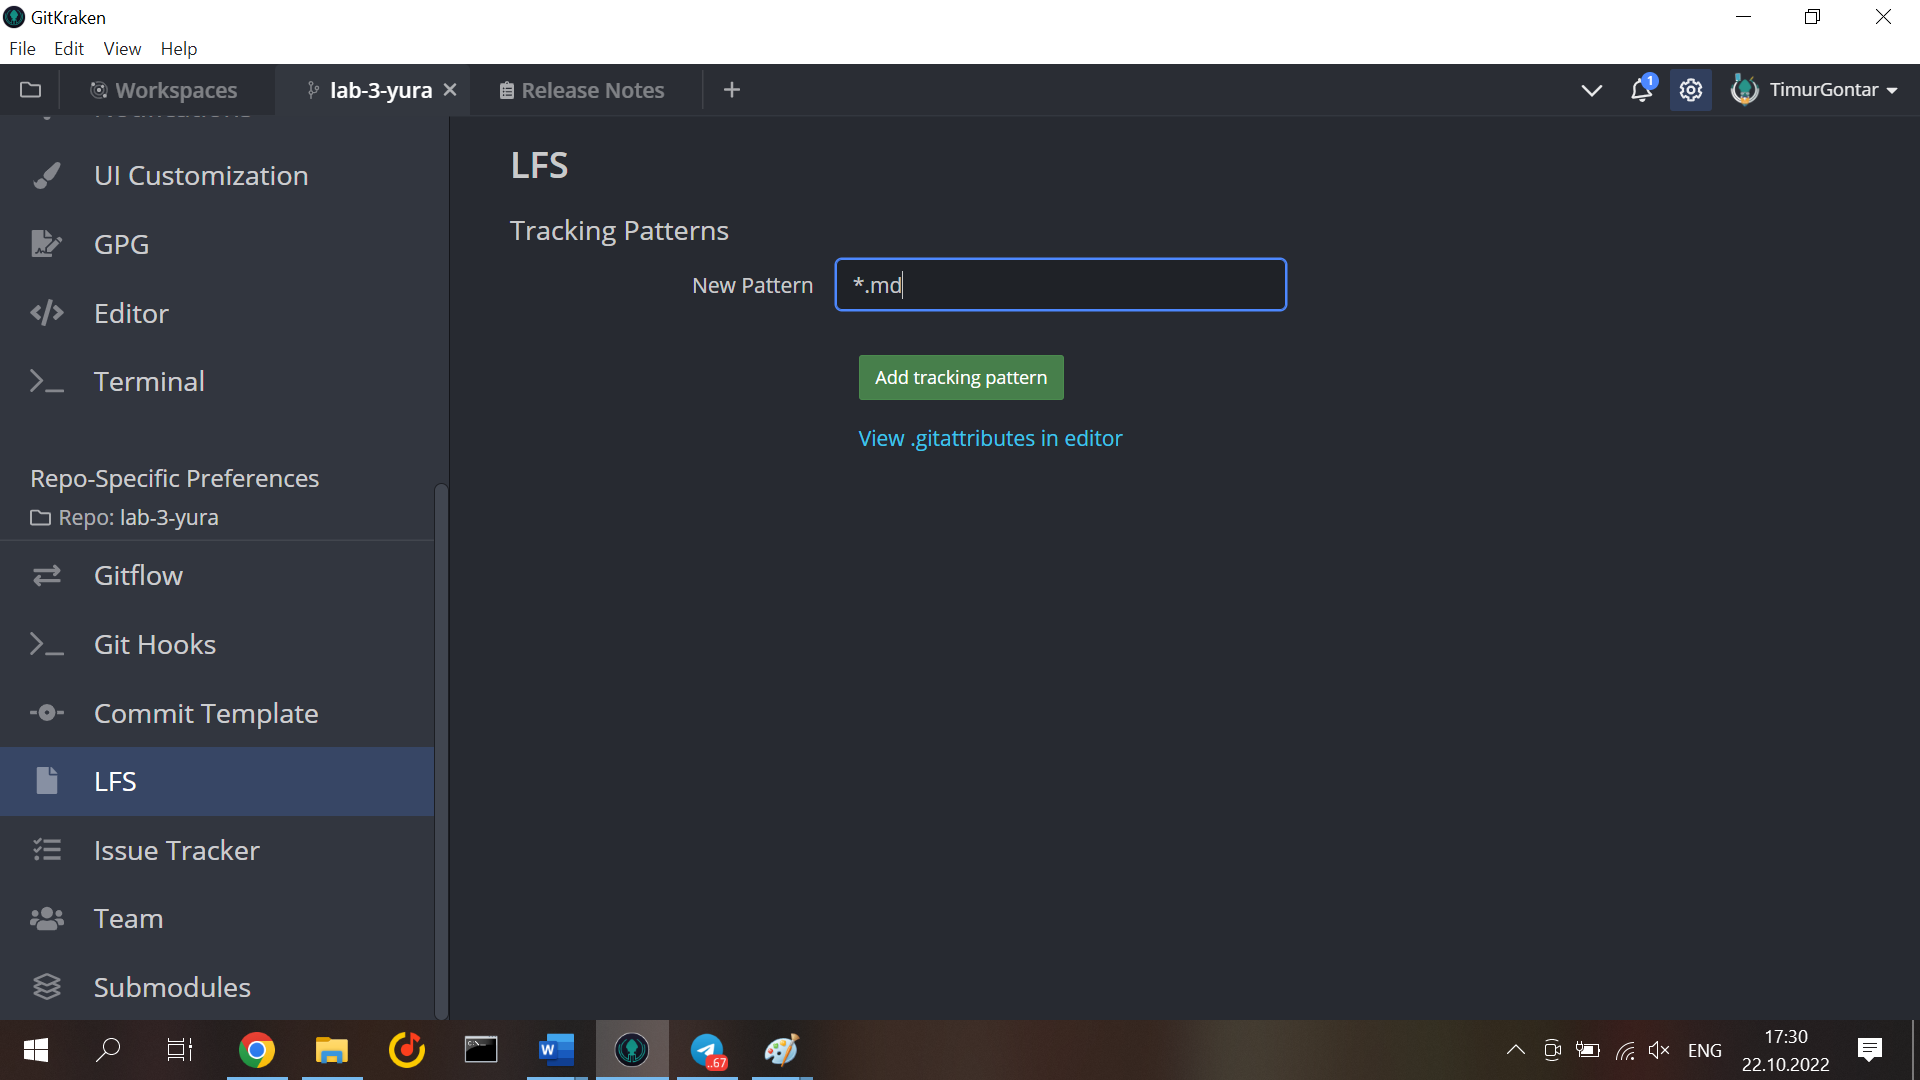 GitKraken
File Edit View Help
Workspaces lab-3-yura Release Notes 1 TimurGontar
Notifications
UI Customization
GPG
Editor
Terminal
Repo-Specific Preferences
Repo: lab-3-yura
Gitflow
Git Hooks
Commit Template
LFS
Issue Tracker
Team
Submodules
LFS
Tracking Patterns
New Pattern *.md
Add tracking pattern
View .gitattributes in editor
..67
ENG
17:30
22.10.2022